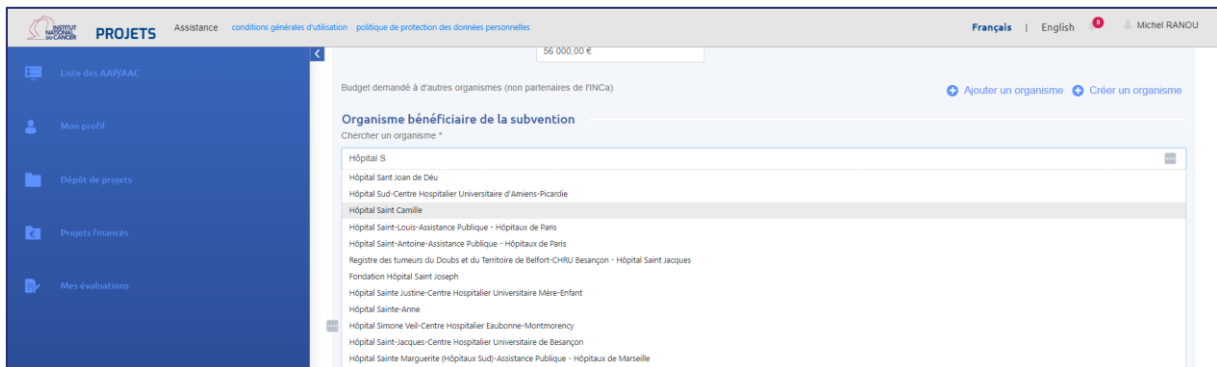 INSTITUT
NATIONAL
DU CANCER
PROJETS
Assistance
conditions générales d'utilisation
politique de protection des données personnelles
Français | English
5
Michel RANOU
Liste des AAP/AAC
Mon profil
Dépôt de projets
Projets financés
Mes évaluations
56 000,00 €
Budget demandé à d'autres organismes (non partenaires de l'INCa)
Ajouter un organisme
Créer un organisme
Organisme bénéficiaire de la subvention
Chercher un organisme *
Hôpital S
Hôpital Sant Joan de Déu
Hôpital Sud-Centre Hospitalier Universitaire d'Amiens-Picardie
Hôpital Saint Camille
Hôpital Saint-Louis-Assistance Publique - Hôpitaux de Paris
Hôpital Saint-Antoine-Assistance Publique - Hôpitaux de Paris
Registre des tumeurs du Doubs et du Territoire de Belfort-CHRU Besançon - Hôpital Saint Jacques
Fondation Hôpital Saint Joseph
Hôpital Sainte Justine-Centre Hospitalier Universitaire Mère-Enfant
Hôpital Sainte-Anne
Hôpital Simone Veil-Centre Hospitalier Eaubonne-Montmorency
Hôpital Saint-Jacques-Centre Hospitalier Universitaire de Besançon
Hôpital Sainte Marguerite (Hôpitaux Sud)-Assistance Publique - Hôpitaux de Marseille